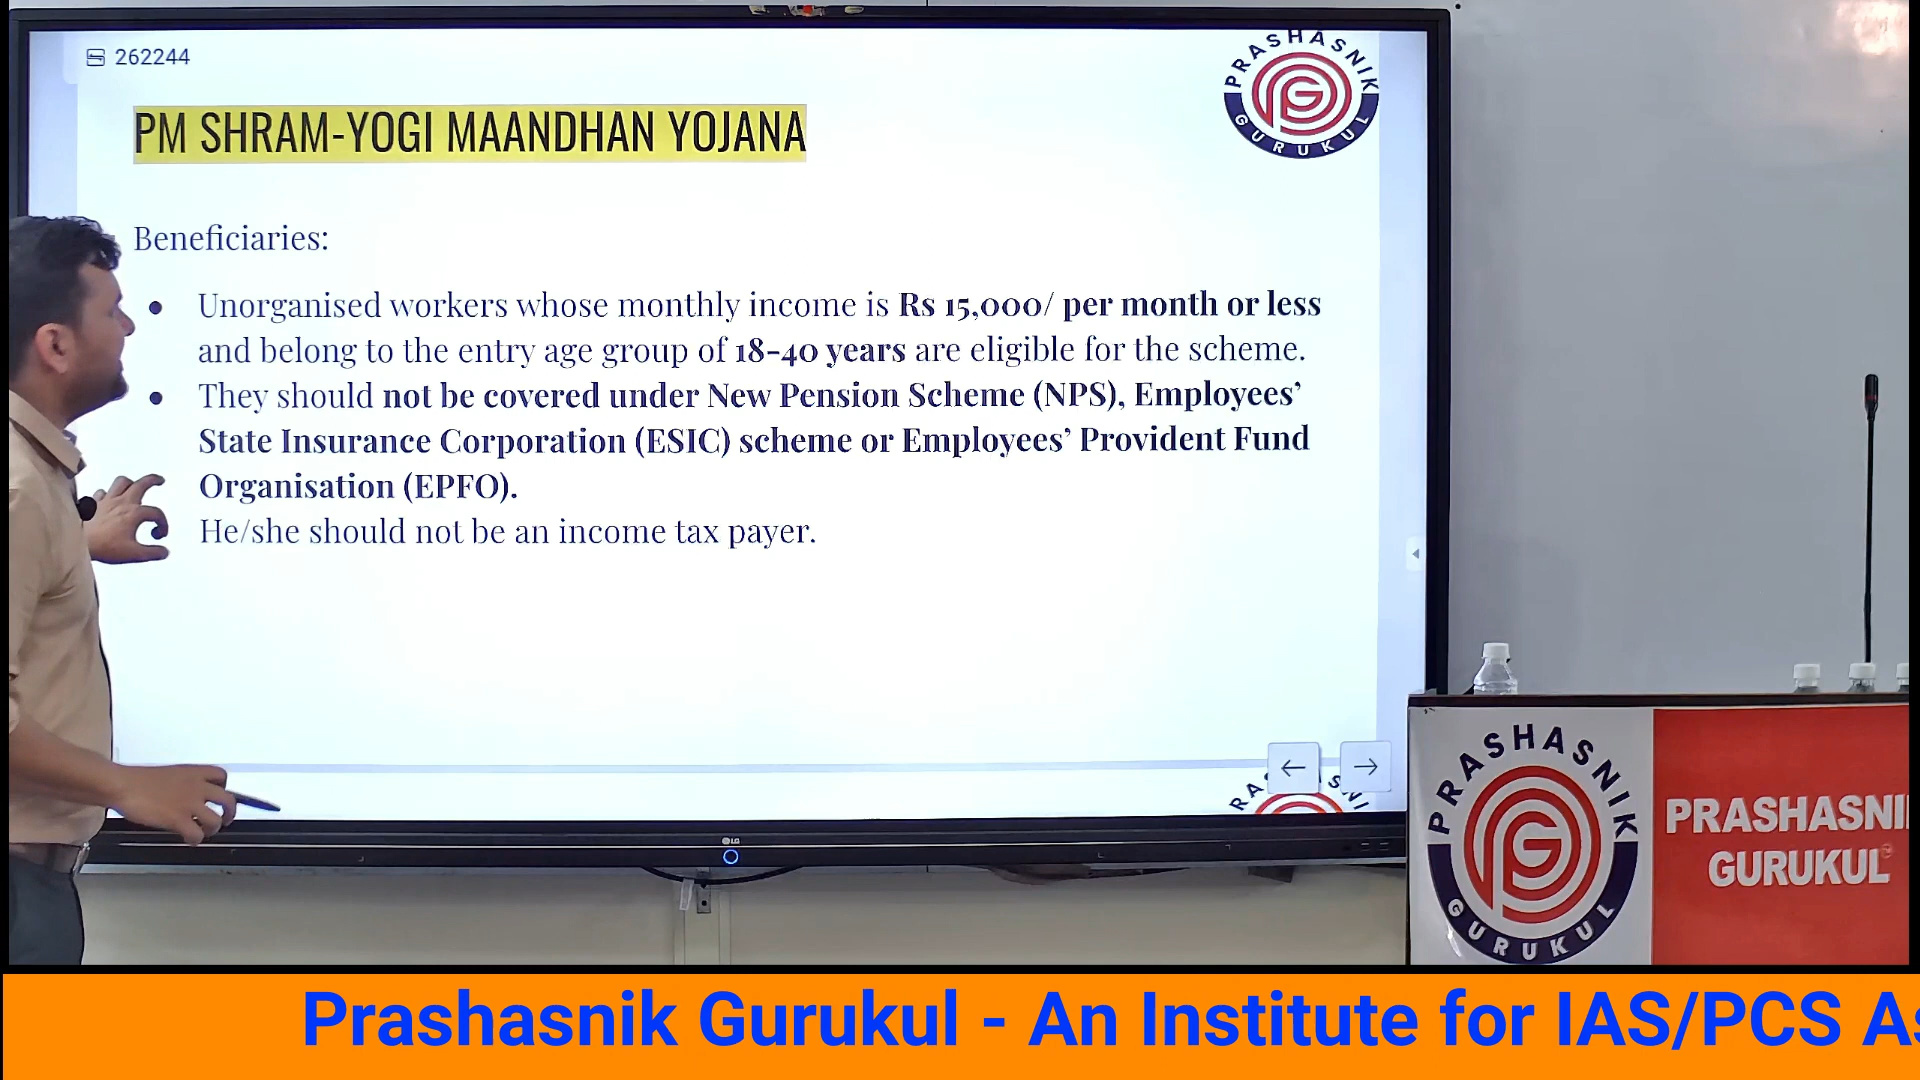 262244
PRASHASNIK
GURUKUL
PM SHRAM-YOGI MAANDHAN YOJANA
Beneficiaries:
● Unorganised workers whose monthly income is Rs 15,000/ per month or less
and belong to the entry age group of 18-40 years are eligible for the scheme.
● They should not be covered under New Pension Scheme (NPS), Employees’
State Insurance Corporation (ESIC) scheme or Employees’ Provident Fund
Organisation (EPFO).
He/she should not be an income tax payer.
LG
PRASHASNIK
GURUKUL
PRASHASNI
GURUKUL
Prashasnik Gurukul - An Institute for IAS/PCS As